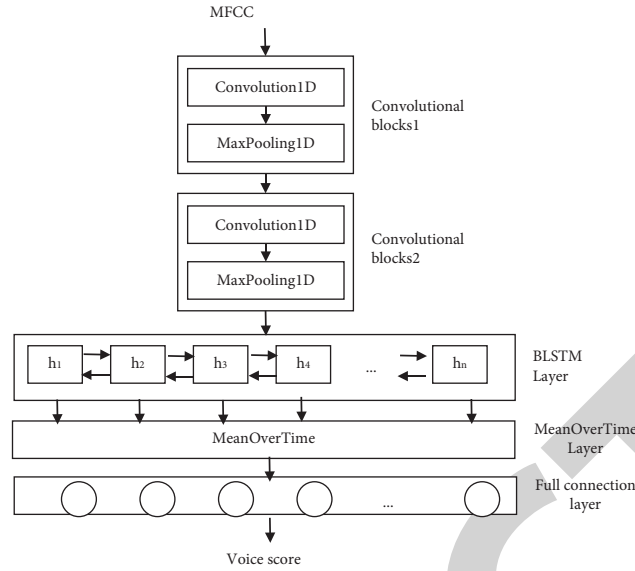 MFCC
Convolution1D
MaxPooling1D
Convolutional
blocks1
Convolution1D
MaxPooling1D
Convolutional
blocks2
h1 h2 h3 h4 ... hn
BLSTM
Layer
MeanOverTime
MeanOverTime
Layer
...
Full connection
layer
Voice score